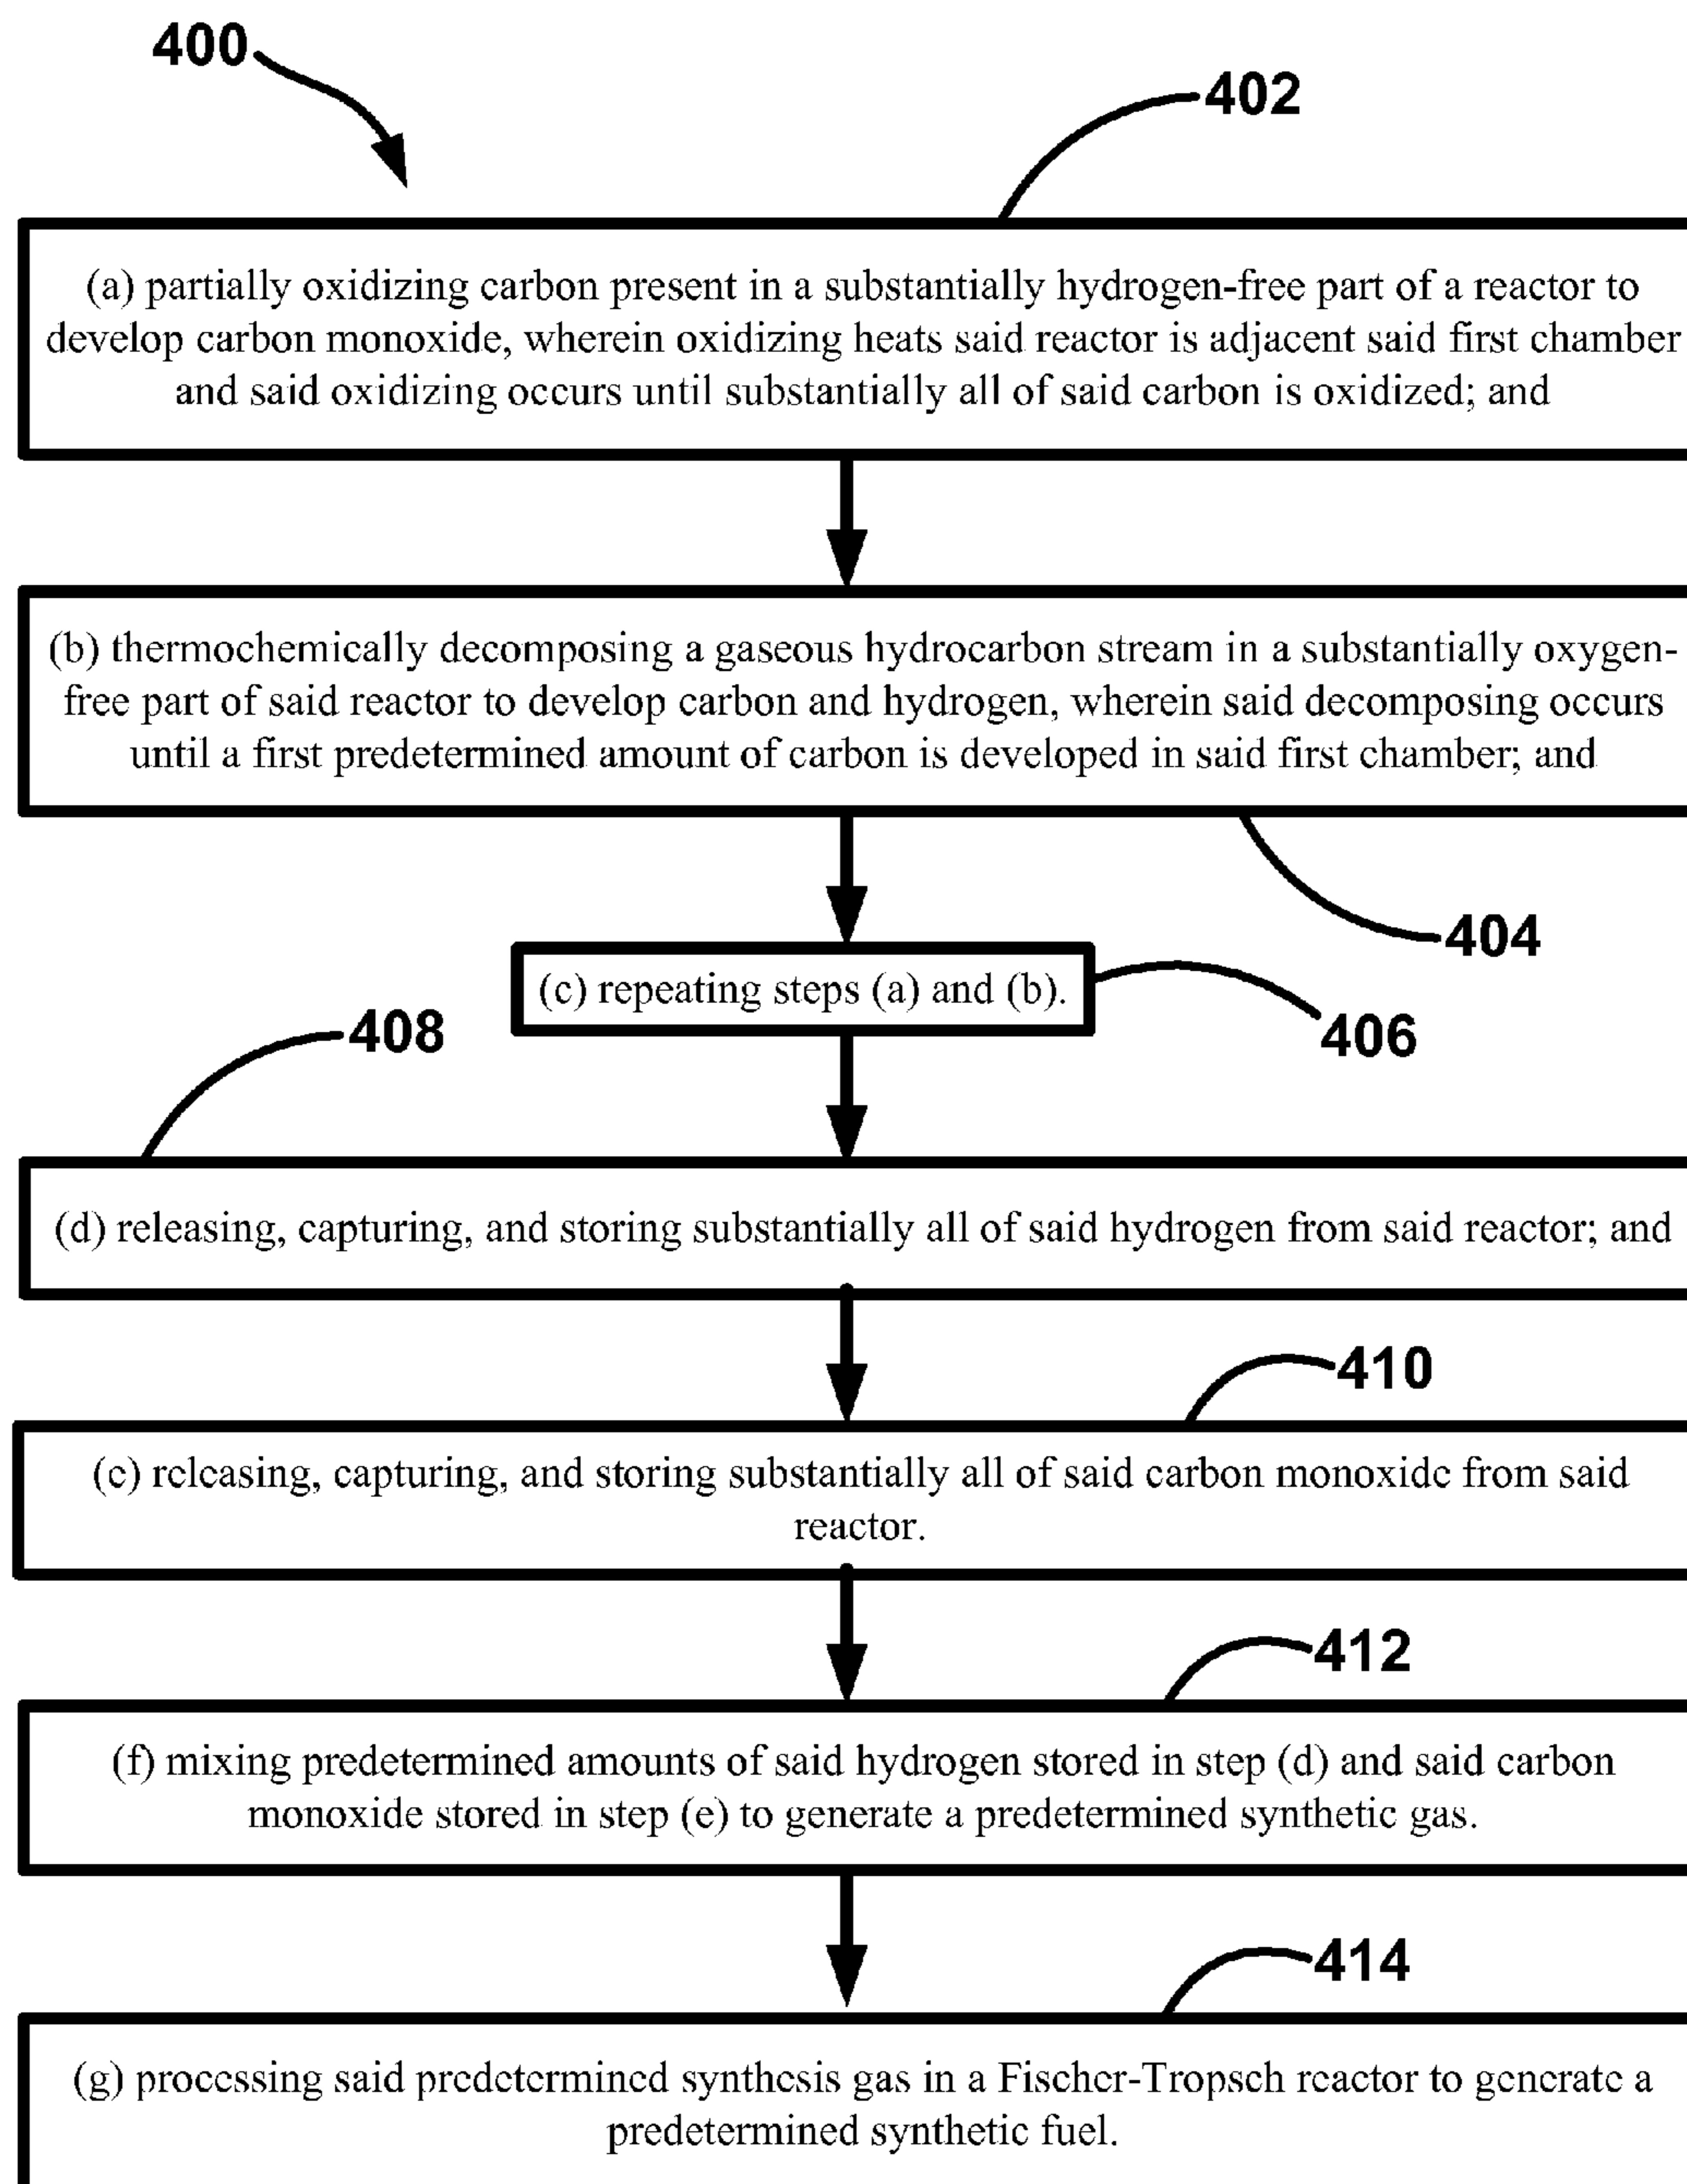 400
402
(a) partially oxidizing carbon present in a substantially hydrogen-free part of a reactor to
develop carbon monoxide, wherein oxidizing heats said reactor is adjacent said first chamber
and said oxidizing occurs until substantially all of said carbon is oxidized; and
(b) thermochemically decomposing a gaseous hydrocarbon stream in a substantially oxygen-
free part of said reactor to develop carbon and hydrogen, wherein said decomposing occurs
until a first predetermined amount of carbon is developed in said first chamber; and
404
(c) repeating steps (a) and (b).
406
408
(d) releasing, capturing, and storing substantially all of said hydrogen from said reactor; and
410
(e) releasing, capturing, and storing substantially all of said carbon monoxide from said
reactor.
412
(f) mixing predetermined amounts of said hydrogen stored in step (d) and said carbon
monoxide stored in step (e) to generate a predetermined synthetic gas.
414
(g) processing said predetermined synthesis gas in a Fischer-Tropsch reactor to generate a
predetermined synthetic fuel.